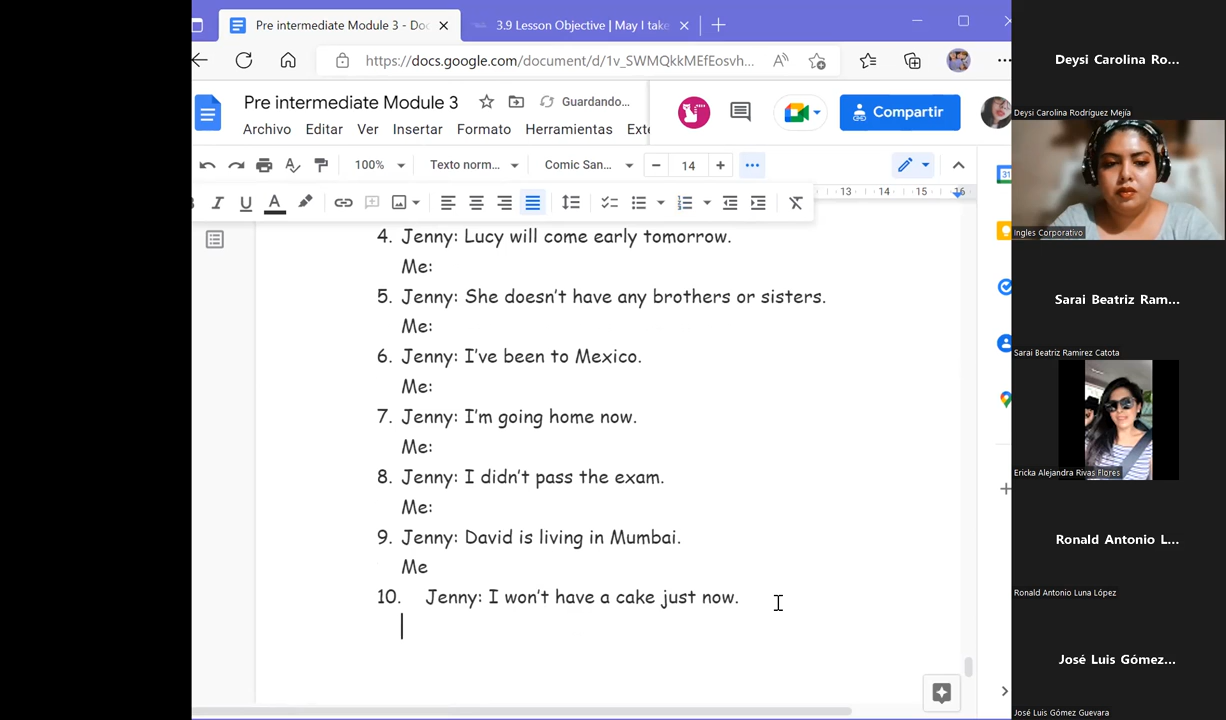 Pre intermediate Module 3 - Doc
3.9 Lesson Objective | May I take
https://docs.google.com/document/d/1v_SWMQkkMEfEosvh...
Pre intermediate Module 3
Guardando...
Archivo Editar Ver Insertar Formato Herramientas Exte
Compartir
100% Texto norm... Comic San... 14
13 14 15 16
31
4. Jenny: Lucy will come early tomorrow.
Me:
5. Jenny: She doesn't have any brothers or sisters.
Me:
6. Jenny: I've been to Mexico.
Me:
7. Jenny: I'm going home now.
Me:
8. Jenny: I didn't pass the exam.
Me:
9. Jenny: David is living in Mumbai.
Me
10. Jenny: I won't have a cake just now.
Deysi Carolina Ro...
Deysi Carolina Rodríguez Mejía
Ingles Corporativo
Sarai Beatriz Ram...
Sarai Beatriz Ramírez Catota
Ericka Alejandra Rivas Flores
Ronald Antonio L...
Ronald Antonio Luna López
José Luis Gómez...
José Luis Gómez Guevara